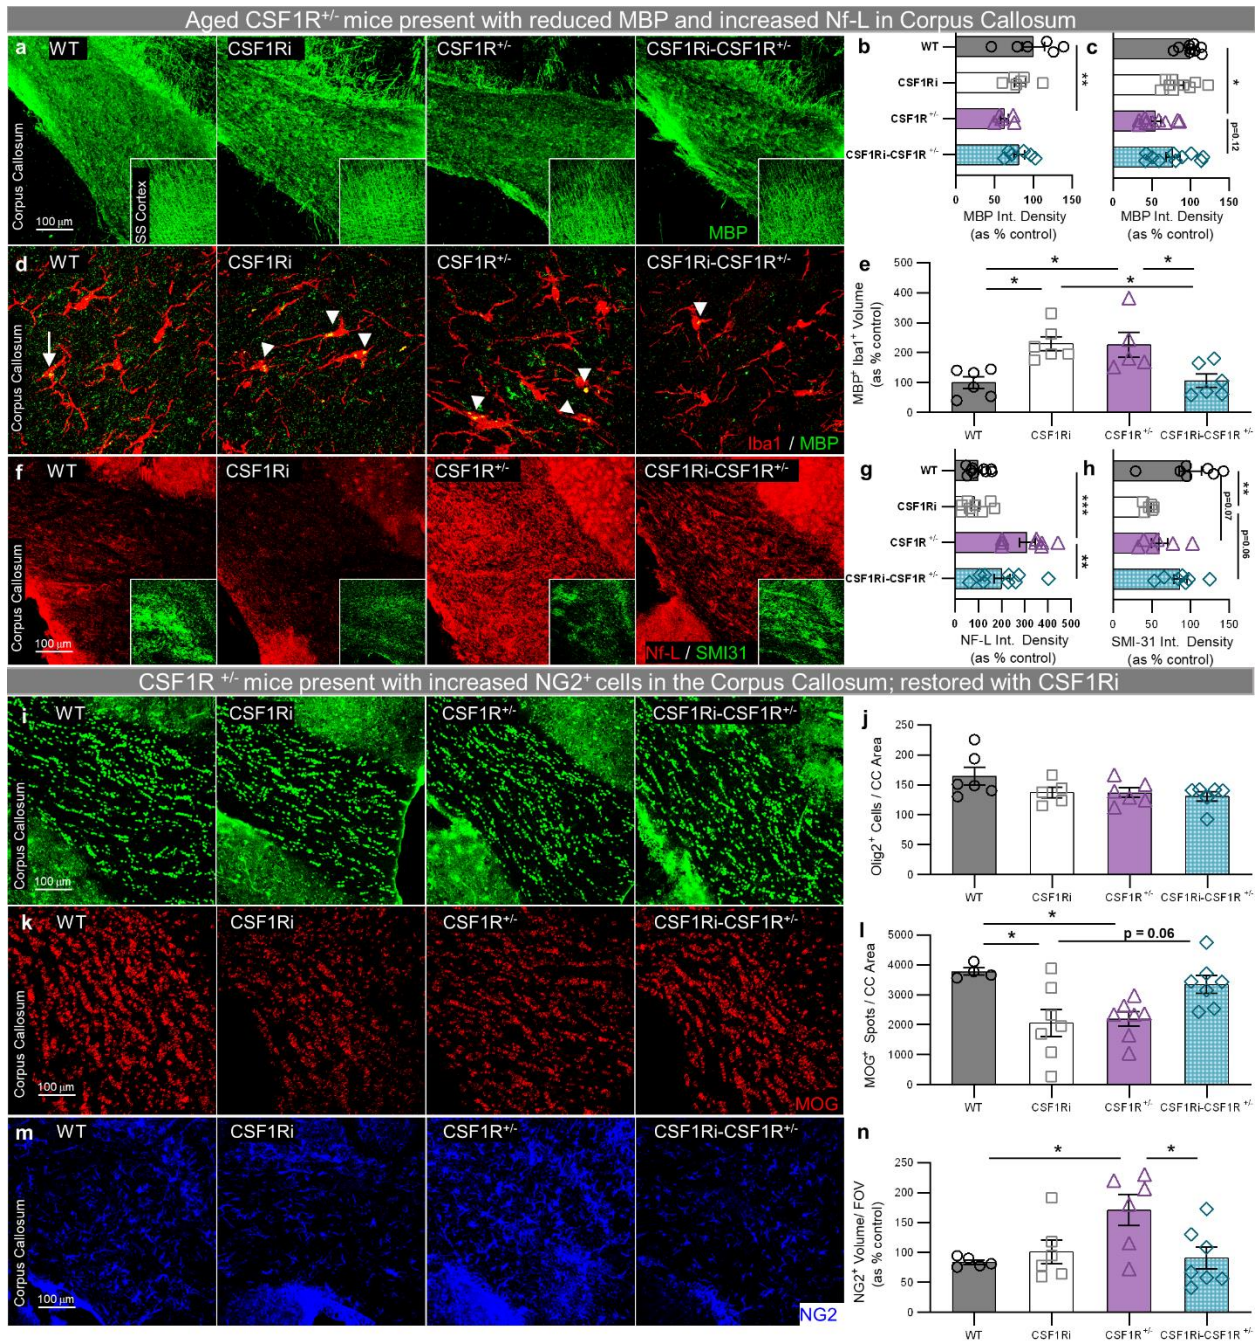 Aged CSF1R+/- mice present with reduced MBP and increased Nf-L in Corpus Callosum
a
WT
CSF1Ri
CSF1R+/-
CSF1Ri-CSF1R+/-
Corpus Callosum
100 µm
SS Cortex
MBP
b
WT
CSF1Ri
CSF1R+/-
CSF1Ri-CSF1R+/-
**
0 50 100 150
MBP Int. Density
(as % control)
c
*
p=0.12
0 50 100 150
MBP Int. Density
(as % control)
d
WT
CSF1Ri
CSF1R+/-
CSF1Ri-CSF1R+/-
Corpus Callosum
Iba1 / MBP
e
MBP+ Iba1+ Volume
(as % control)
500
400
300
200
100
0
* * * *
WT
CSF1Ri
CSF1R+/-
CSF1Ri-CSF1R+/-
f
WT
CSF1Ri
CSF1R+/-
CSF1Ri-CSF1R+/-
Corpus Callosum
100 µm
Nf-L / SMI31
g
WT
CSF1Ri
CSF1R+/-
CSF1Ri-CSF1R+/-
***
**
0 100 200 300 400 500
NF-L Int. Density
(as % control)
h
**
p=0.07
p=0.06
0 50 100 150
SMI-31 Int. Density
(as % control)
CSF1R +/- mice present with increased NG2+ cells in the Corpus Callosum; restored with CSF1Ri
i
WT
CSF1Ri
CSF1R+/-
CSF1Ri-CSF1R+/-
Corpus Callosum
100 µm
j
Olig2+ Cells / CC Area
250
200
150
100
50
0
WT
CSF1Ri
CSF1R+/-
CSF1Ri-CSF1R+/-
k
WT
CSF1Ri
CSF1R+/-
CSF1Ri-CSF1R+/-
Corpus Callosum
100 µm
MOG
l
MOG+ Spots / CC Area
5000
4000
3000
2000
1000
0
*
*
p = 0.06
WT
CSF1Ri
CSF1R+/-
CSF1Ri-CSF1R+/-
m
WT
CSF1Ri
CSF1R+/-
CSF1Ri-CSF1R+/-
Corpus Callosum
100 µm
NG2
n
NG2+ Volume/ FOV
(as % control)
250
200
150
100
50
0
* *
WT
CSF1Ri
CSF1R+/-
CSF1Ri-CSF1R+/-